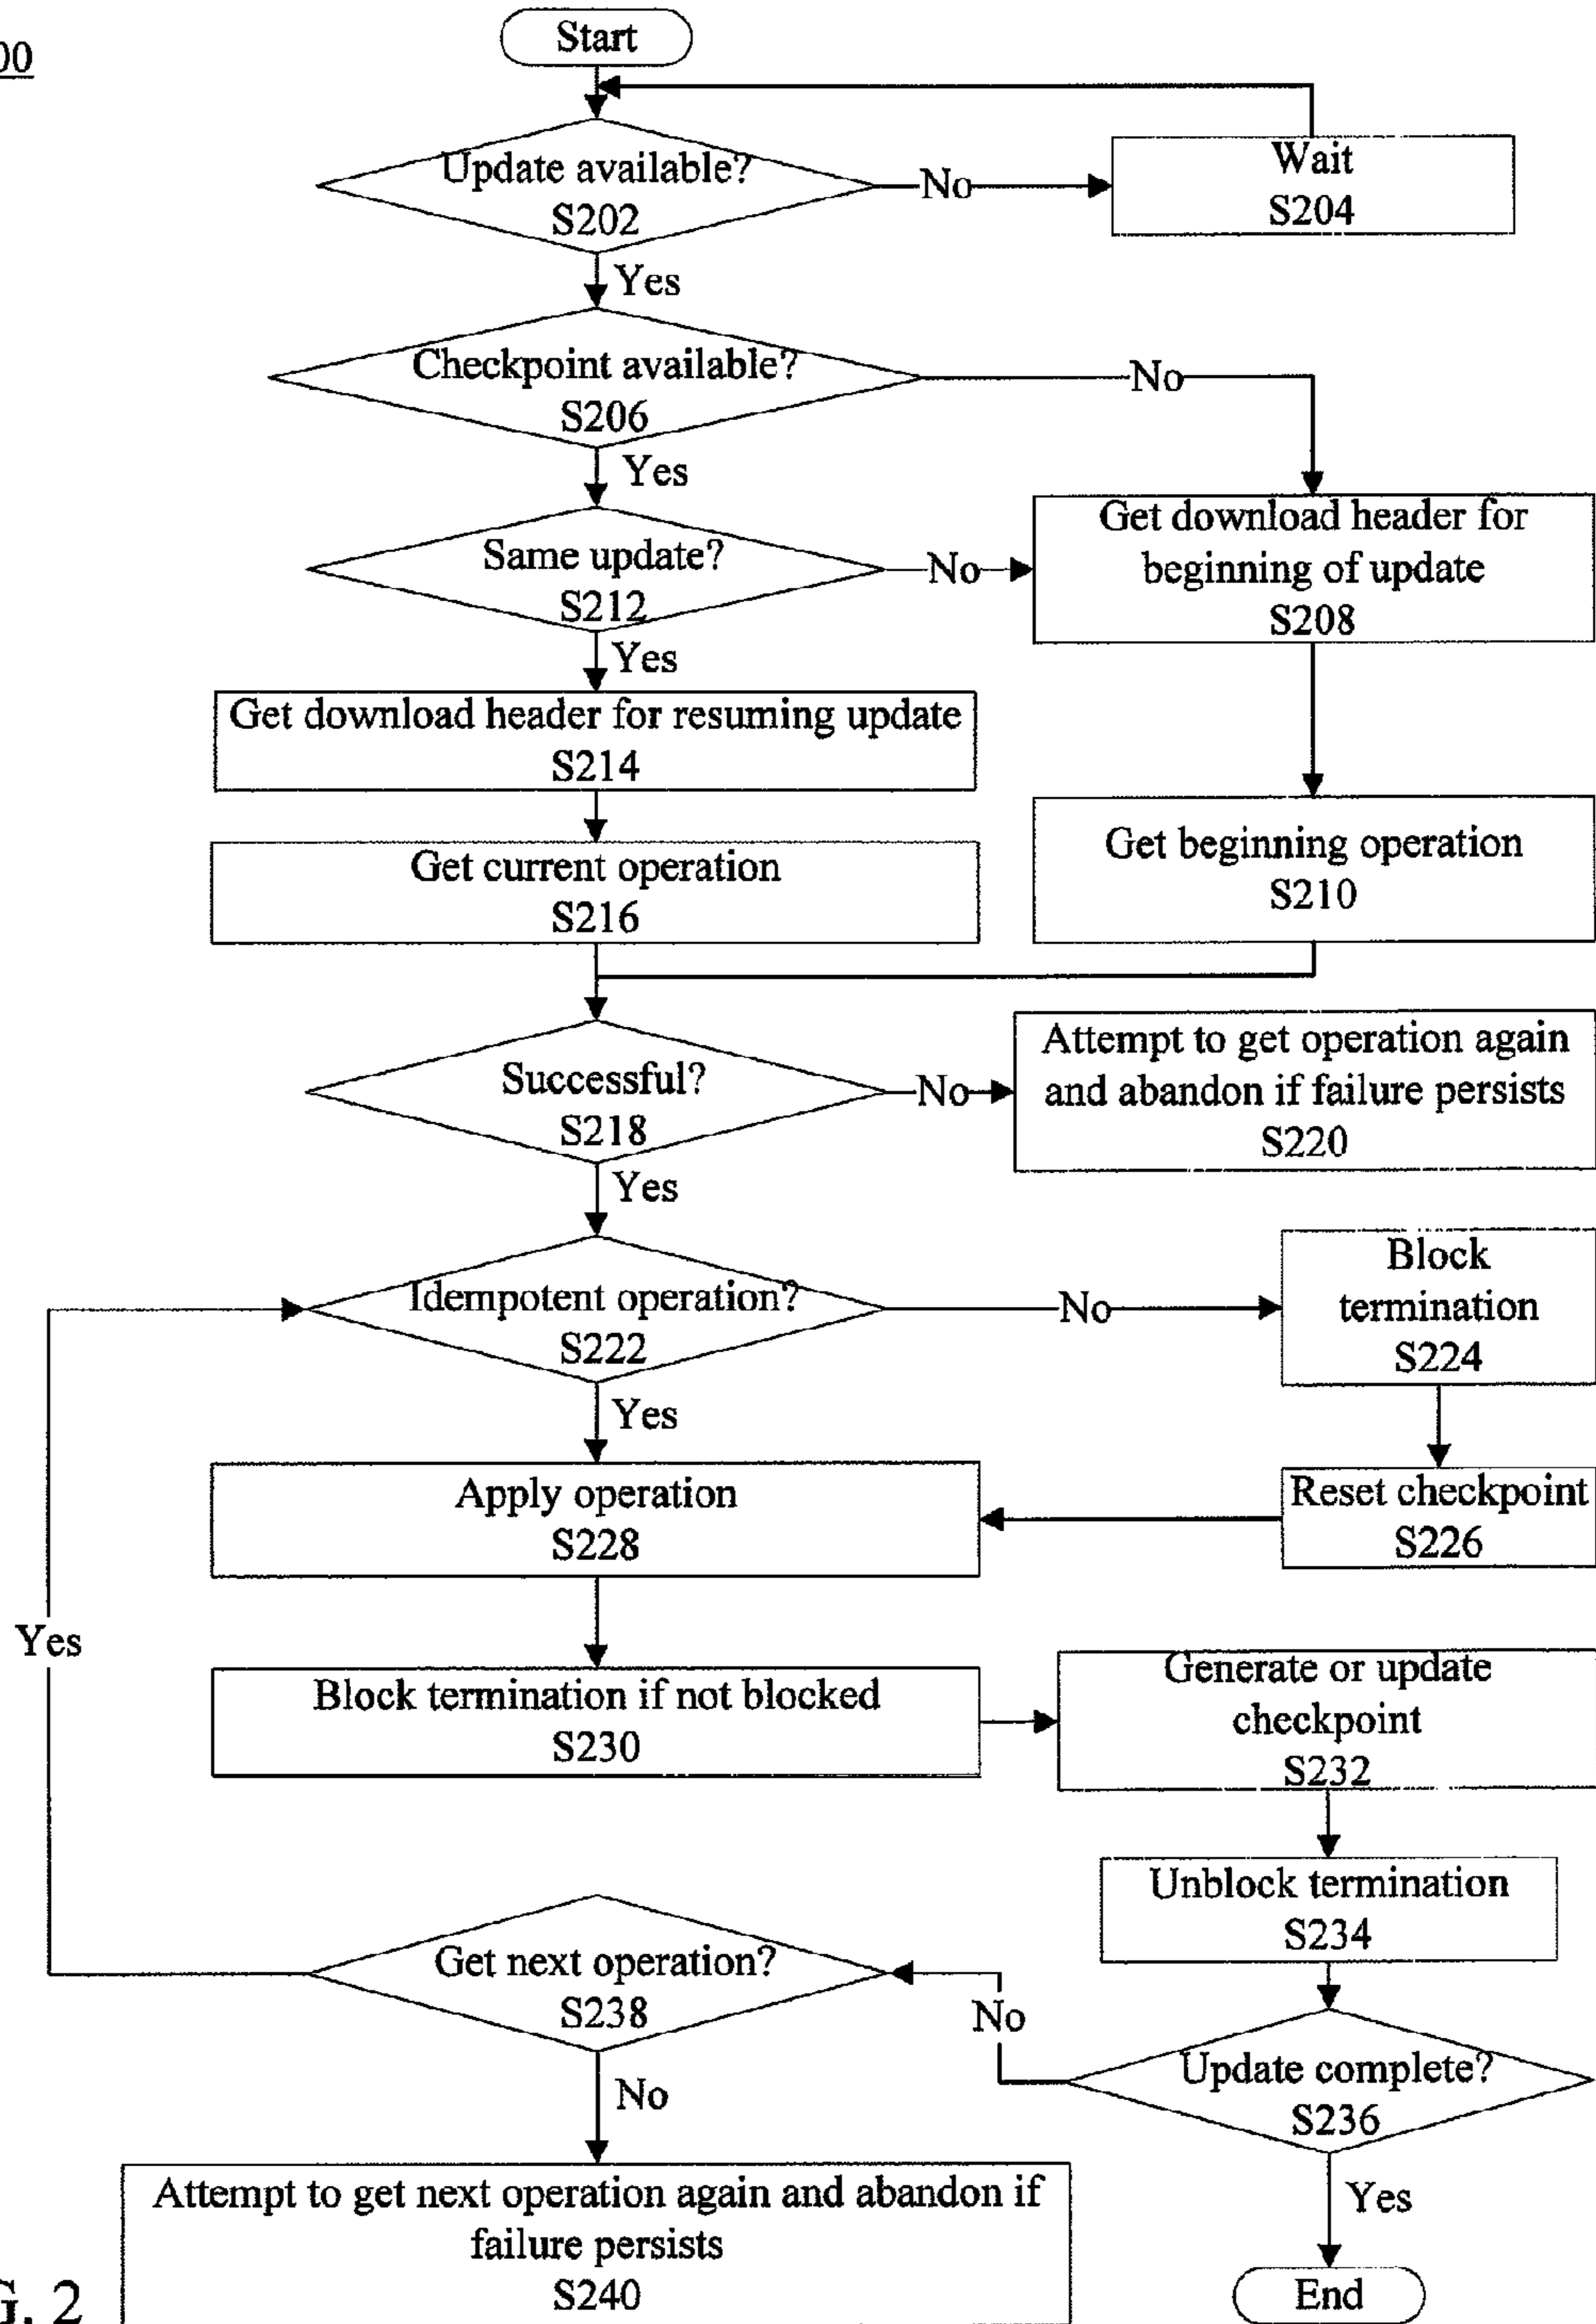 00
Start
Update available?
S202
No
Wait
S204
Yes
Checkpoint available?
S206
No
Yes
Same update?
S212
No
Get download header for
beginning of update
S208
Yes
Get download header for resuming update
S214
Get current operation
S216
Get beginning operation
S210
Successful?
S218
No
Attempt to get operation again
and abandon if failure persists
S220
Yes
Idempotent operation?
S222
No
Block
termination
S224
Yes
Apply operation
S228
Reset checkpoint
S226
Yes
Block termination if not blocked
S230
Generate or update
checkpoint
S232
Unblock termination
S234
Get next operation?
S238
No
Update complete?
S236
No
Yes
Attempt to get next operation again and abandon if
failure persists
S240
End
G. 2